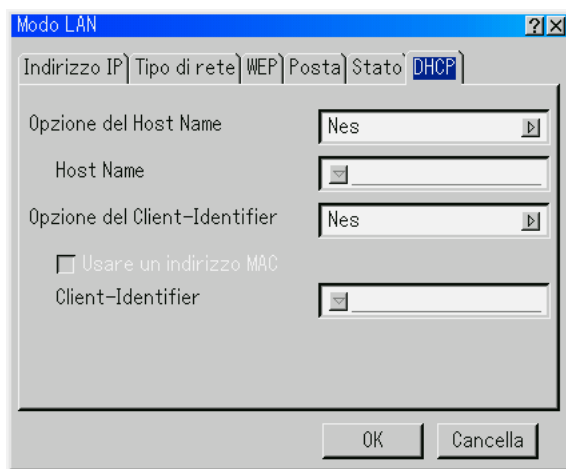 Modo LAN
Indirizzo IP Tipo di rete WEP Posta Stato DHCP
Opzione del Host Name Nes
Host Name
Opzione del Client-Identifier Nes
Usare un indirizzo MAC
Client-Identifier
OK Cancella